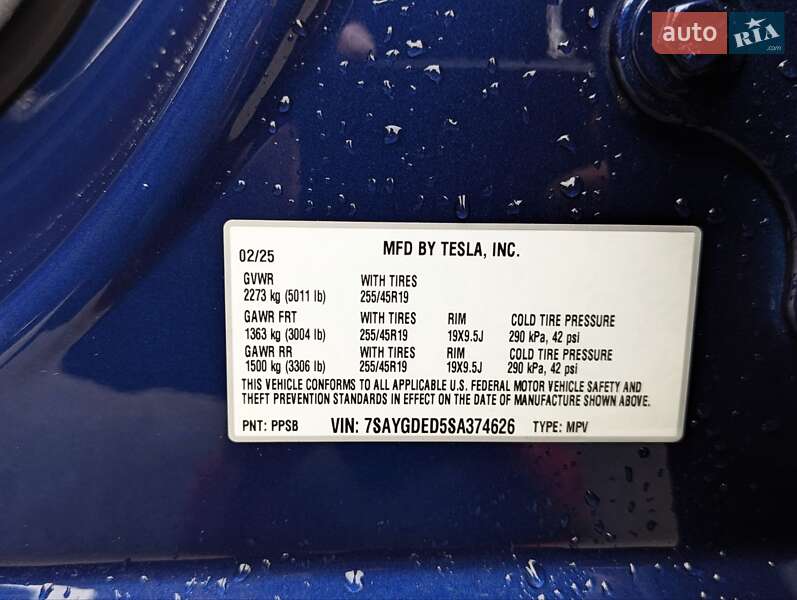 auto RIA.com
MFD BY TESLA, INC.
02/25
GVWR WITH TIRES
2273 kg (5011 lb) 255/45R19
GAWR FRT WITH TIRES RIM COLD TIRE PRESSURE
1363 kg (3004 lb) 255/45R19 19X9.5J 290 kPa, 42 psi
GAWR RR WITH TIRES RIM COLD TIRE PRESSURE
1500 kg (3306 lb) 255/45R19 19X9.5J 290 kPa, 42 psi
THIS VEHICLE CONFORMS TO ALL APPLICABLE U.S. FEDERAL MOTOR VEHICLE SAFETY AND
THEFT PREVENTION STANDARDS IN EFFECT ON THE DATE OF MANUFACTURE SHOWN ABOVE.
PNT: PPSB VIN: 7SAYGDED5SA374626 TYPE: MPV